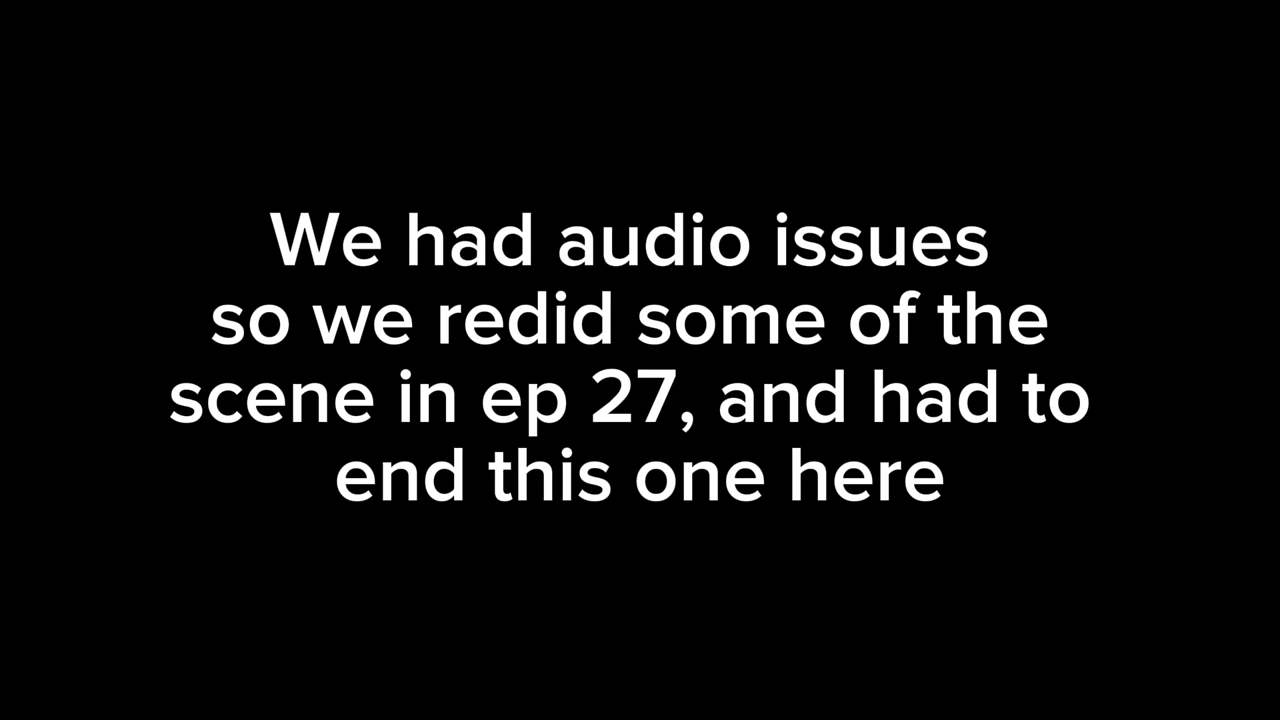 We had audio issues
so we redid some of the
scene in ep 27, and had to
end this one here